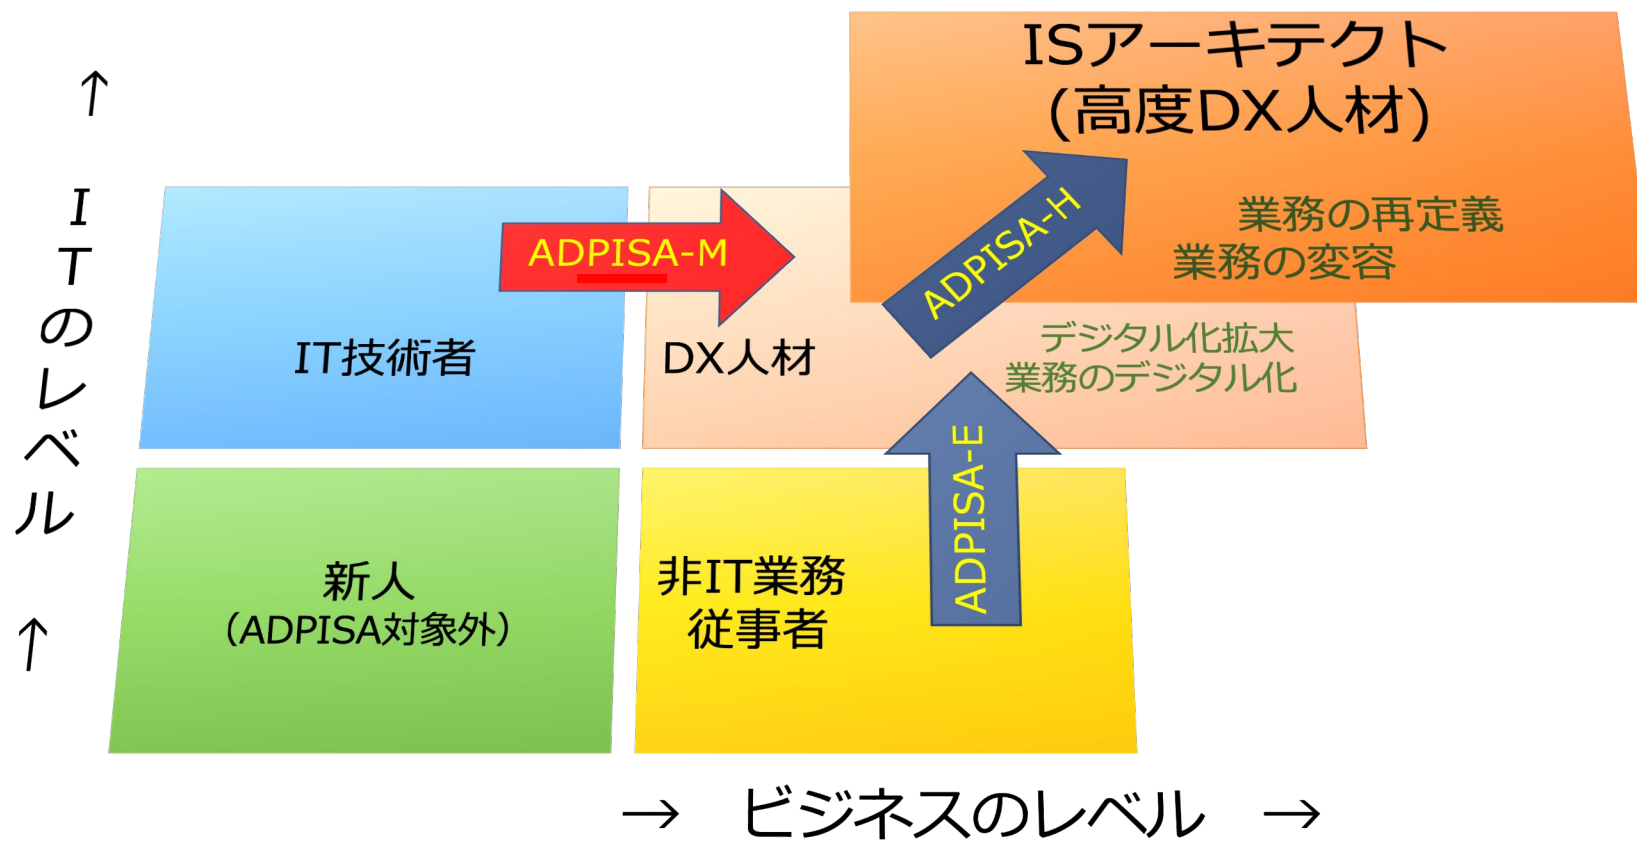 ISアーキテクト
(高度DX人材)
業務の再定義
業務の変容
ADPISA-H
ADPISA-M
IT技術者
DX人材
デジタル化拡大
業務のデジタル化
ADPISA-E
新人
（ADPISA対象外）
非IT業務
従事者
↑ ITのレベル ↑
→ ビジネスのレベル →